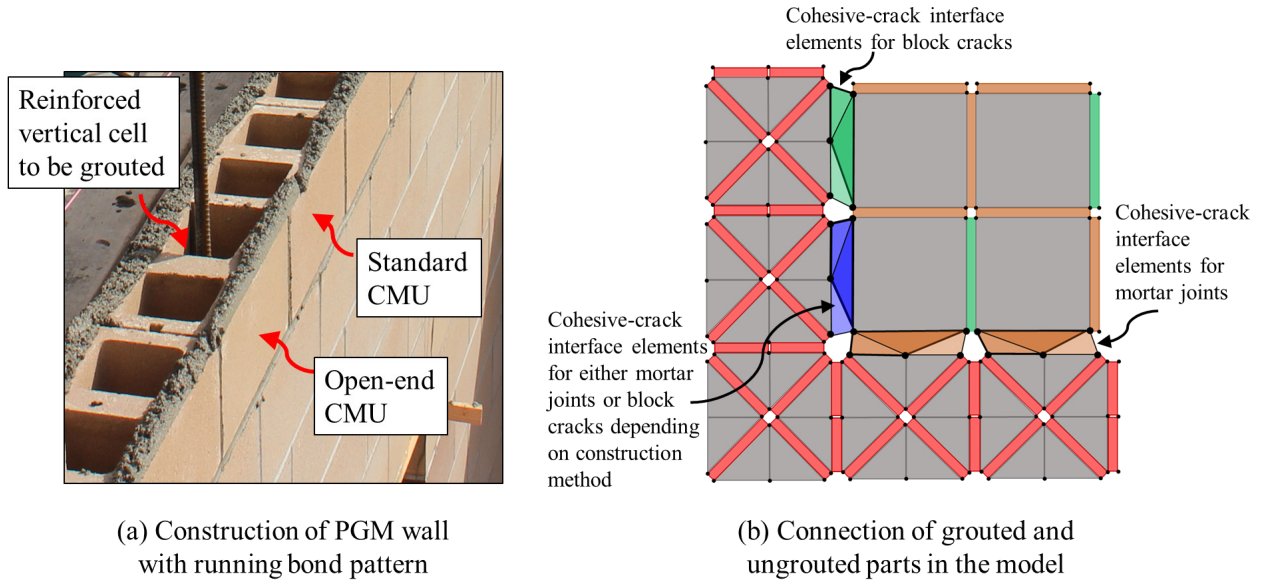 Reinforced
vertical cell
to be grouted
Standard
CMU
Open-end
CMU
(a) Construction of PGM wall
with running bond pattern
Cohesive-crack interface
elements for block cracks
Cohesive-crack
interface
elements for
mortar joints
Cohesive-crack
interface elements
for either mortar
joints or block
cracks depending
on construction
method
(b) Connection of grouted and
ungrouted parts in the model